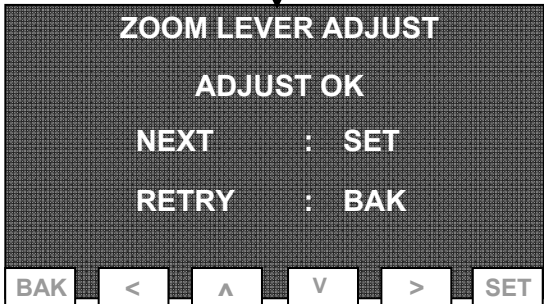 ZOOM LEVER ADJUST
ADJUST OK
NEXT : SET
RETRY : BAK
BAK < ʌ V > SET